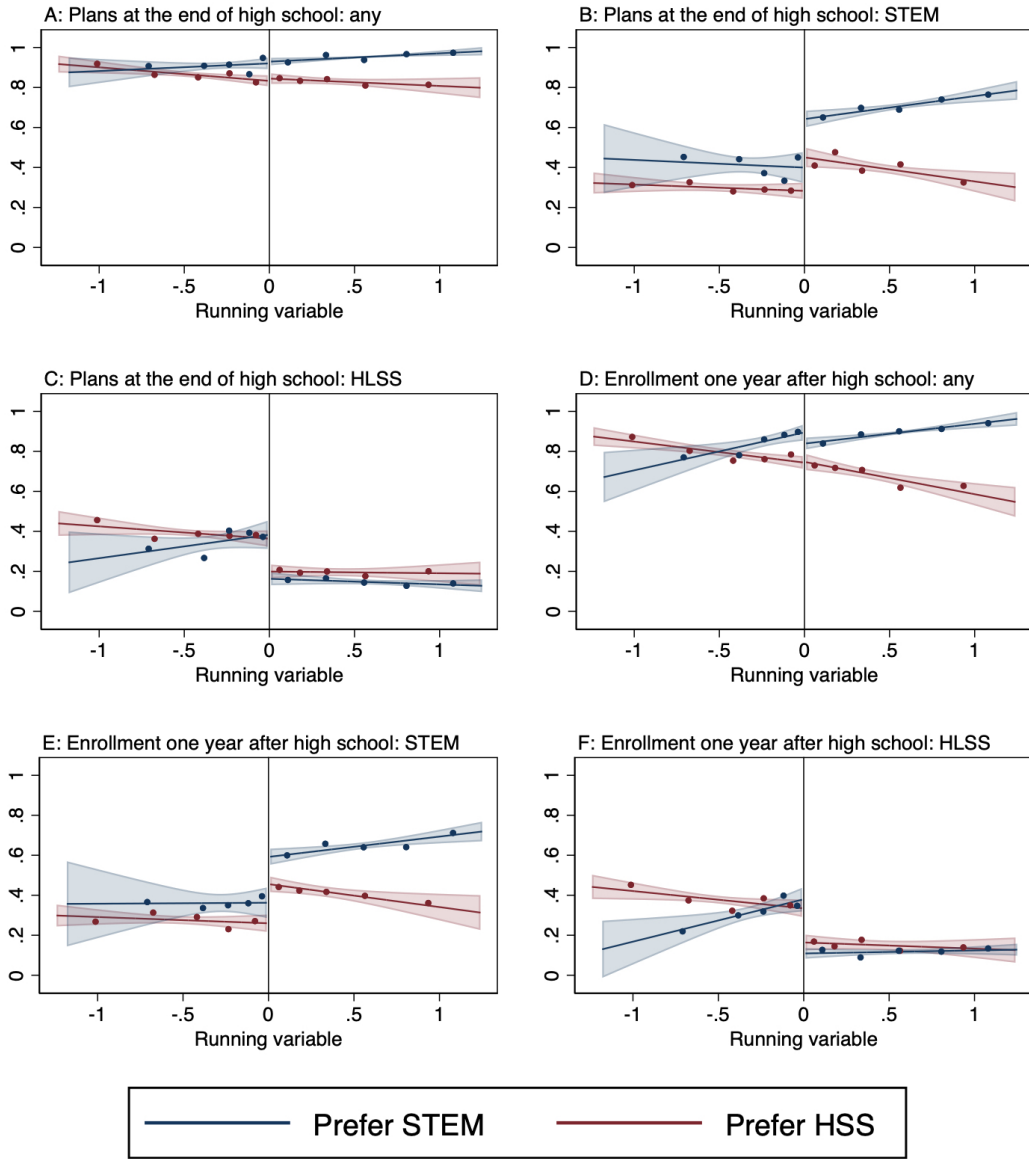 A: Plans at the end of high school: any
0 .2 .4 .6 .8 1
-1 -.5 0 .5 1
Running variable
B: Plans at the end of high school: STEM
0 .2 .4 .6 .8 1
-1 -.5 0 .5 1
Running variable
C: Plans at the end of high school: HLSS
0 .2 .4 .6 .8 1
-1 -.5 0 .5 1
Running variable
D: Enrollment one year after high school: any
0 .2 .4 .6 .8 1
-1 -.5 0 .5 1
Running variable
E: Enrollment one year after high school: STEM
0 .2 .4 .6 .8 1
-1 -.5 0 .5 1
Running variable
F: Enrollment one year after high school: HLSS
0 .2 .4 .6 .8 1
-1 -.5 0 .5 1
Running variable
Prefer STEM
Prefer HSS